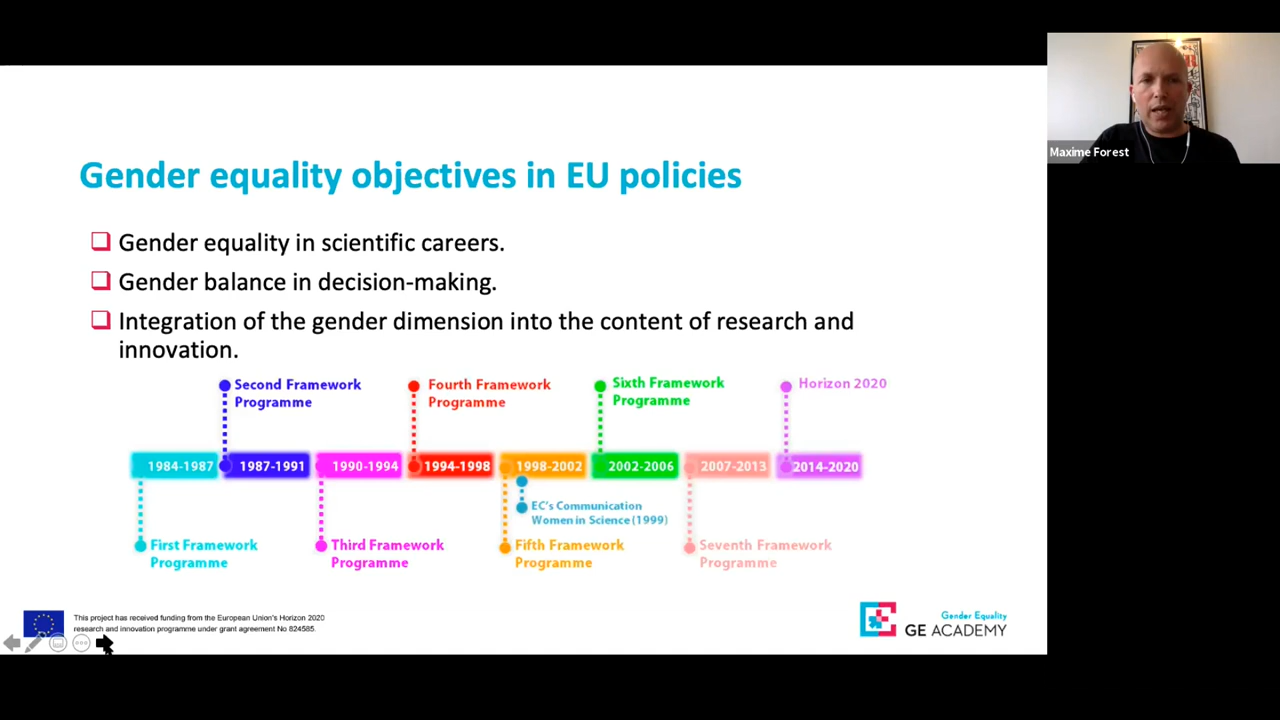 Maxime Forest
Gender equality objectives in EU policies
Gender equality in scientific careers.
Gender balance in decision-making.
Integration of the gender dimension into the content of research and
innovation.
Second Framework
Programme
Fourth Framework
Programme
Sixth Framework
Programme
Horizon 2020
1984-1987
1987-1991
1990-1994
1994-1998
1998-2002
2002-2006
2007-2013
2014-2020
EC's Communication
Women in Science (1999)
First Framework
Programme
Third Framework
Programme
Fifth Framework
Programme
Seventh Framework
Programme
This project has received funding from the European Union's Horizon 2020
research and innovation programme under grant agreement No 824585.
Gender Equality
GE ACADEMY